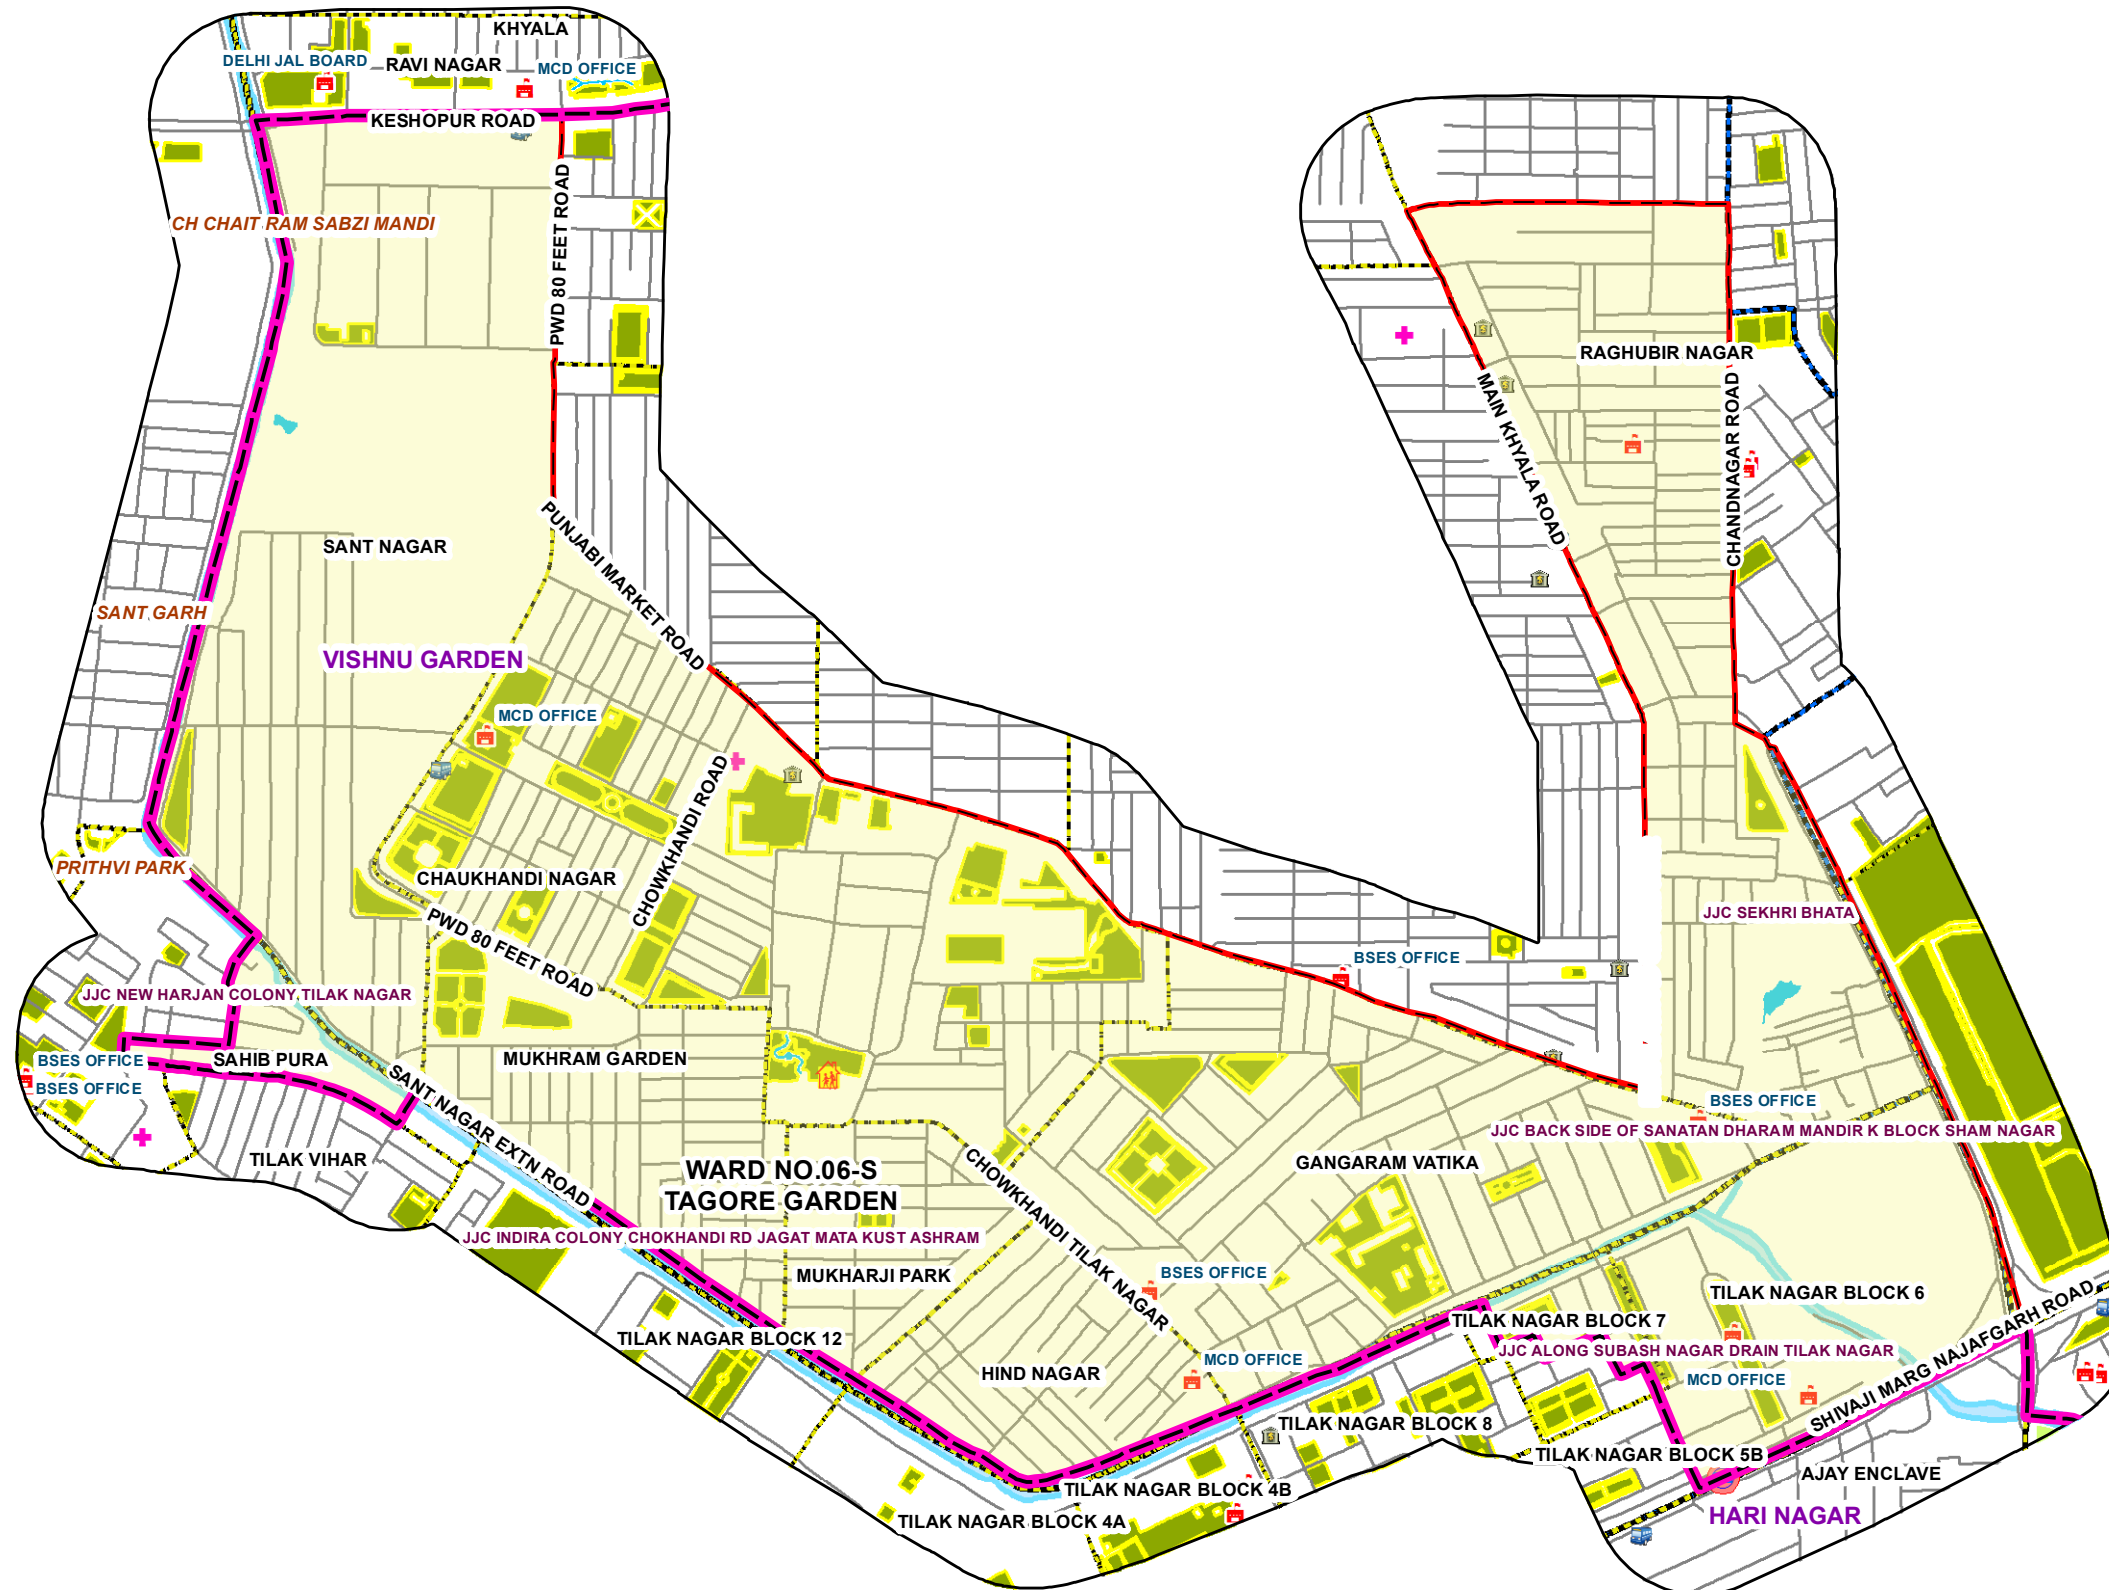 KHYALA
DELHI JAL BOARD
RAVI NAGAR
MCD OFFICE
KESHOPUR ROAD
PWD 80 FEET ROAD
CH CHAIT RAM SABZI MANDI
RAGHUBIR NAGAR
MAIN KHYALA ROAD
CHANDNAGAR ROAD
SANT NAGAR
PUNJABI MARKET ROAD
SANT GARH
VISHNU GARDEN
MCD OFFICE
CHOWKHANDI ROAD
PRITHVI PARK
CHAUKHANDI NAGAR
PWD 80 FEET ROAD
JJC SEKHRI BHATA
BSES OFFICE
JJC NEW HARJAN COLONY TILAK NAGAR
BSES OFFICE
SAHIB PURA
MUKHRAM GARDEN
BSES OFFICE
SANT NAGAR EXTN ROAD
BSES OFFICE
JJC BACK SIDE OF SANATAN DHARAM MANDIR K BLOCK SHAM NAGAR
TILAK VIHAR
WARD NO.06-S
TAGORE GARDEN
CHOWKHANDI TILAK NAGAR
GANGARAM VATIKA
JJC INDIRA COLONY CHOKHANDI RD JAGAT MATA KUST ASHRAM
MUKHARJI PARK
BSES OFFICE
TILAK NAGAR BLOCK 6
TILAK NAGAR BLOCK 7
TILAK NAGAR BLOCK 12
JJC ALONG SUBASH NAGAR DRAIN TILAK NAGAR
SHIVAJI MARG NAJAFGARH ROAD
MCD OFFICE
HIND NAGAR
MCD OFFICE
TILAK NAGAR BLOCK 8
TILAK NAGAR BLOCK 5B
AJAY ENCLAVE
TILAK NAGAR BLOCK 4B
HARI NAGAR
TILAK NAGAR BLOCK 4A